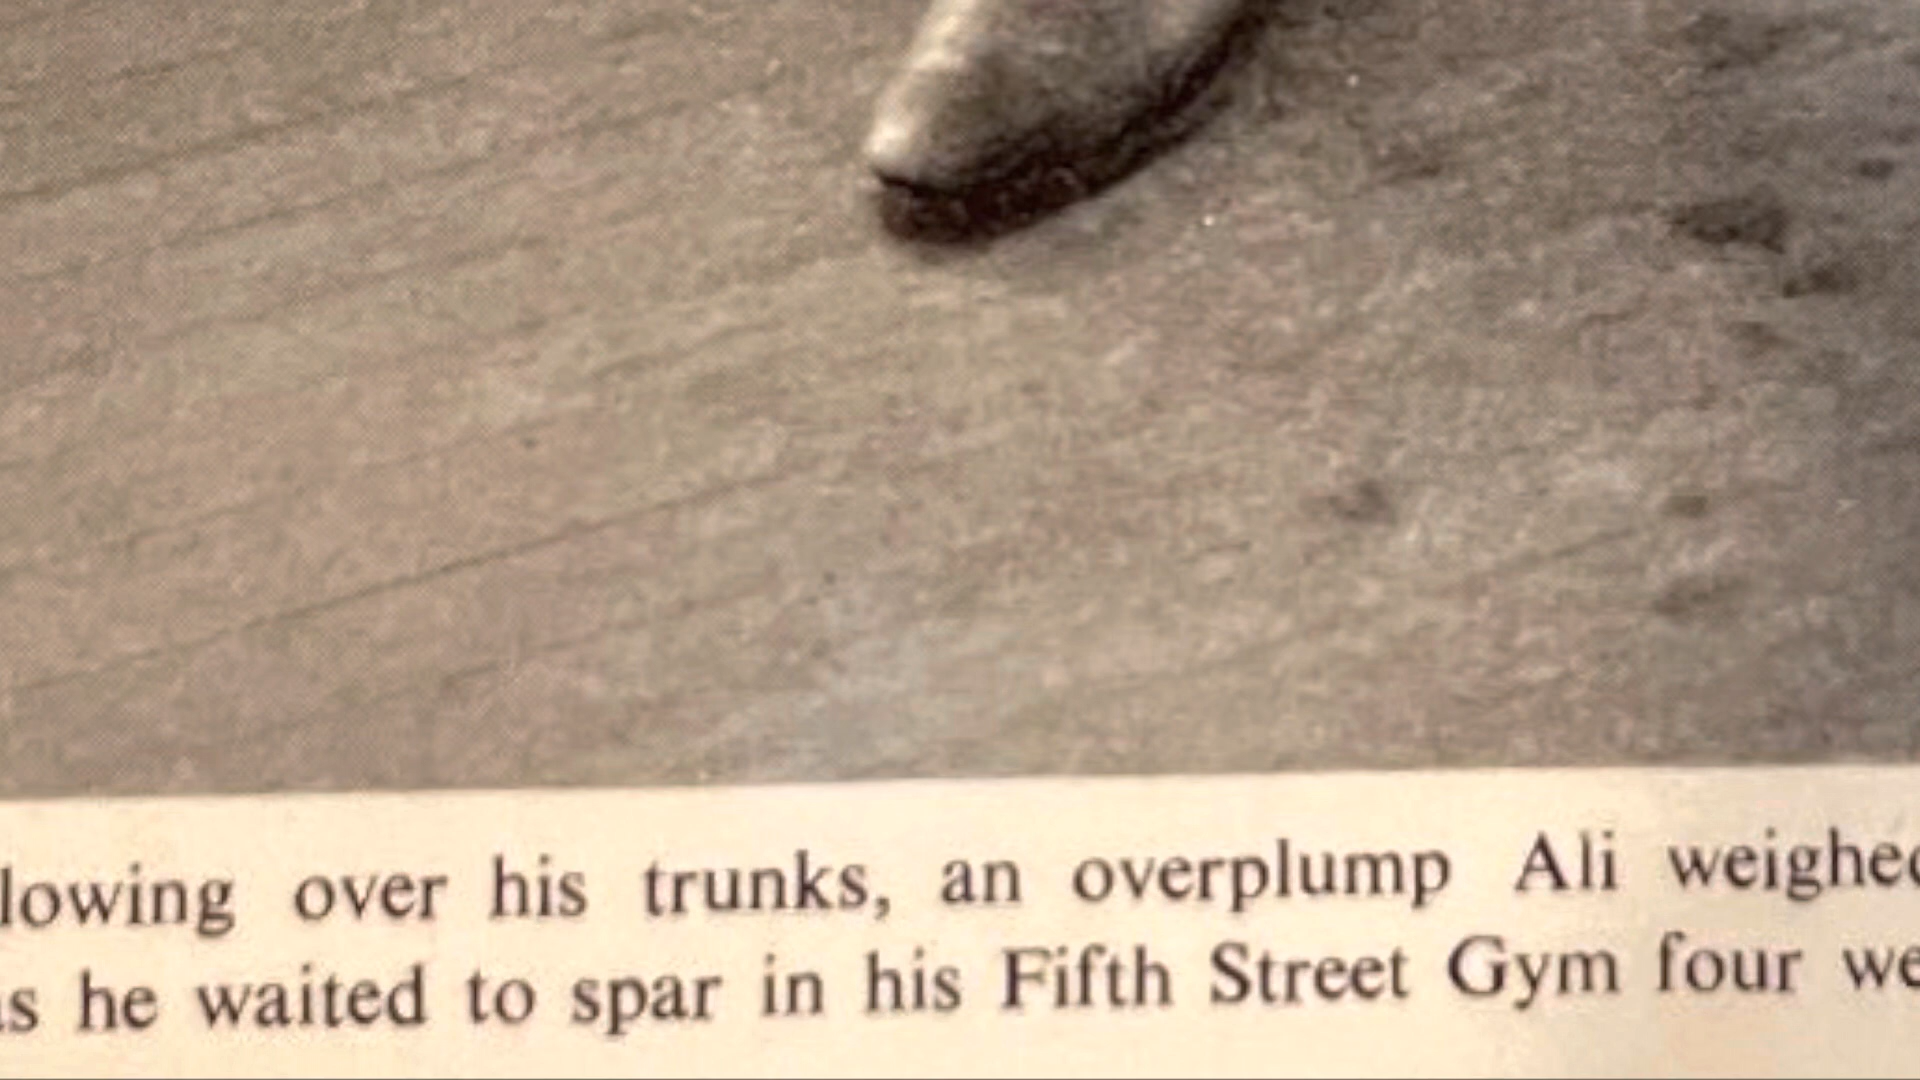 lowing over his trunks, an overplump Ali weighed
as he waited to spar in his Fifth Street Gym four we